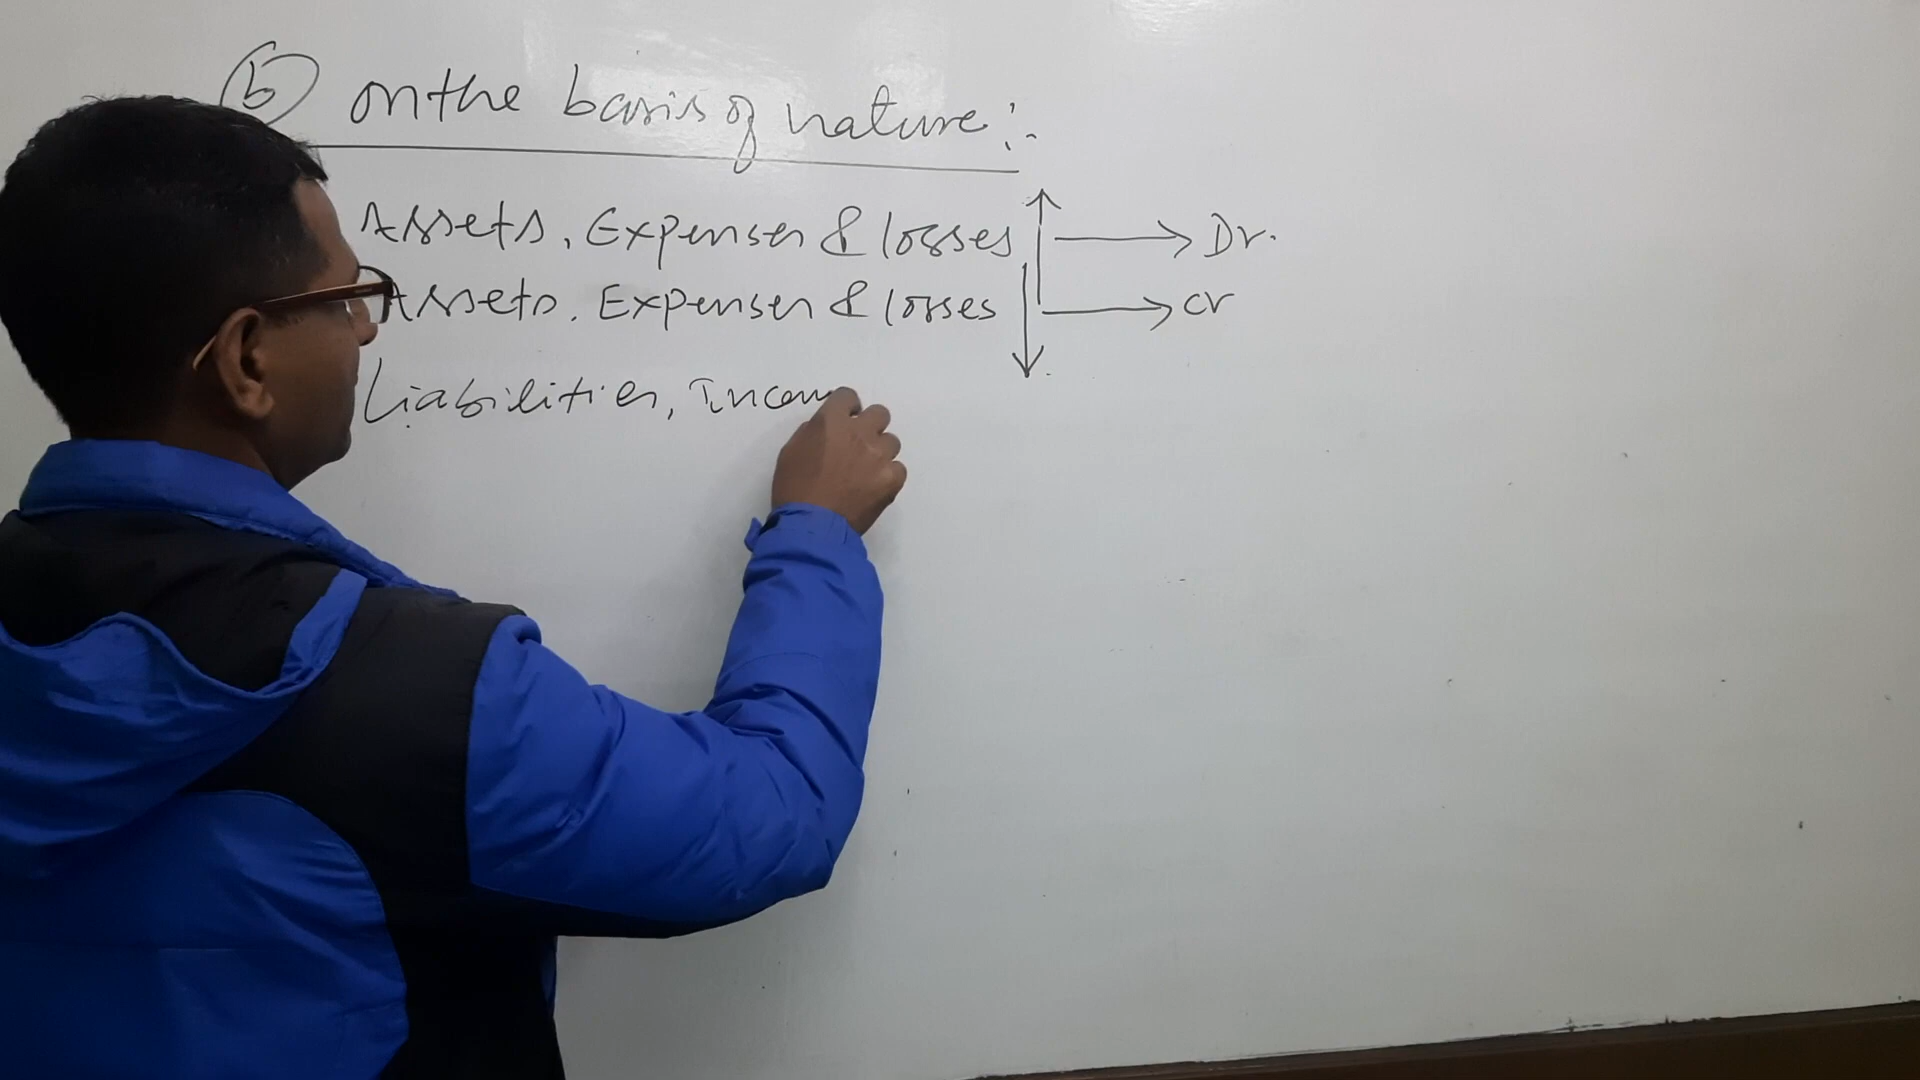 b on the basis of nature :-
Assets, Expenses & losses ↑ → Dr.
Assets, Expenses & losses ↓ → cr
Liabilities, Incom